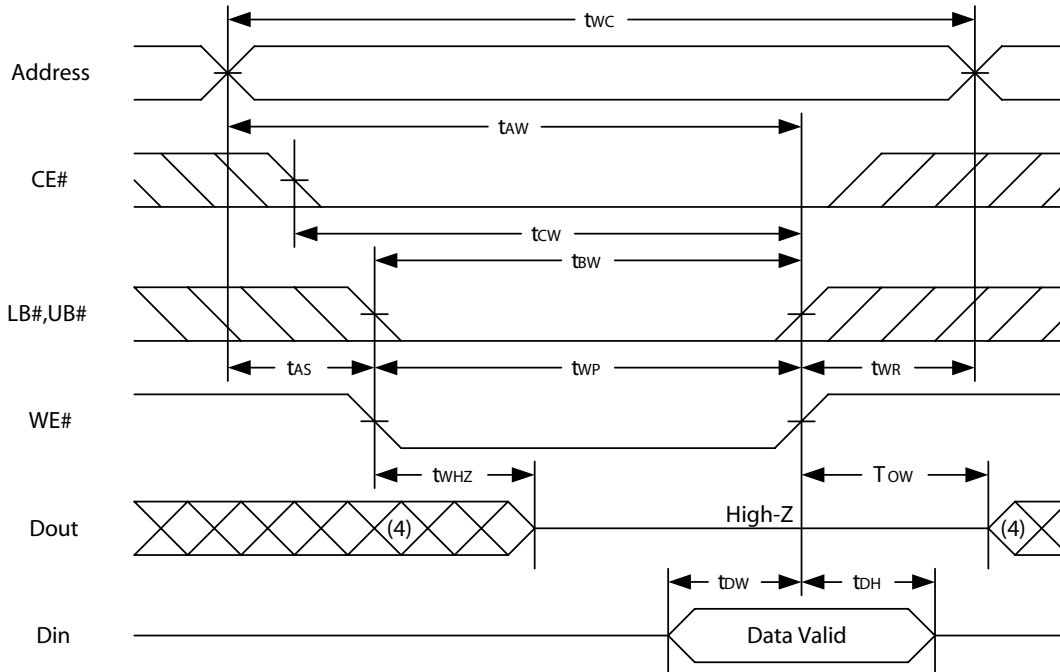 tWC
Address
tAW
CE#
tCW
tBW
LB#,UB#
tAS
tWP
tWR
WE#
tWHZ
TOW
Dout
(4)
High-Z
(4)
tDW
tDH
Din
Data Valid